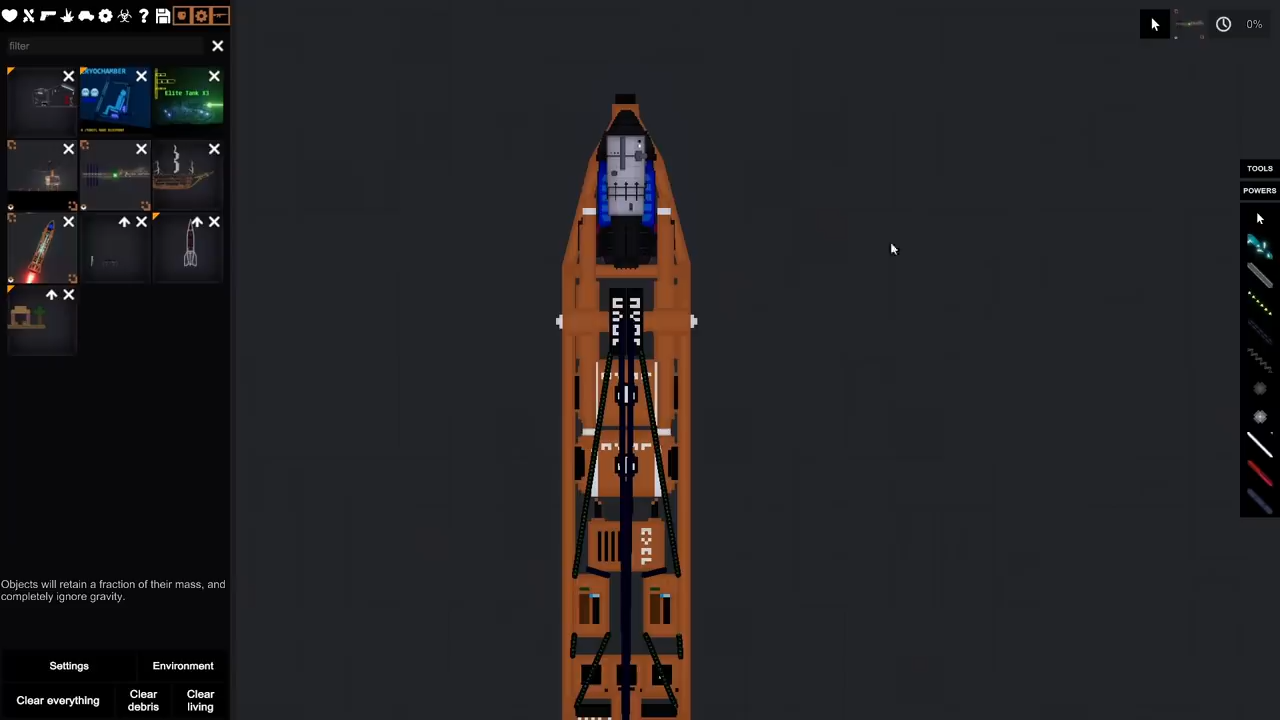 filter
0%
KRYOCHAMBER
Elite Tank X3
TOOLS
POWERS
Objects will retain a fraction of their mass, and
completely ignore gravity.
Settings
Environment
Clear everything
Clear
debris
Clear
living